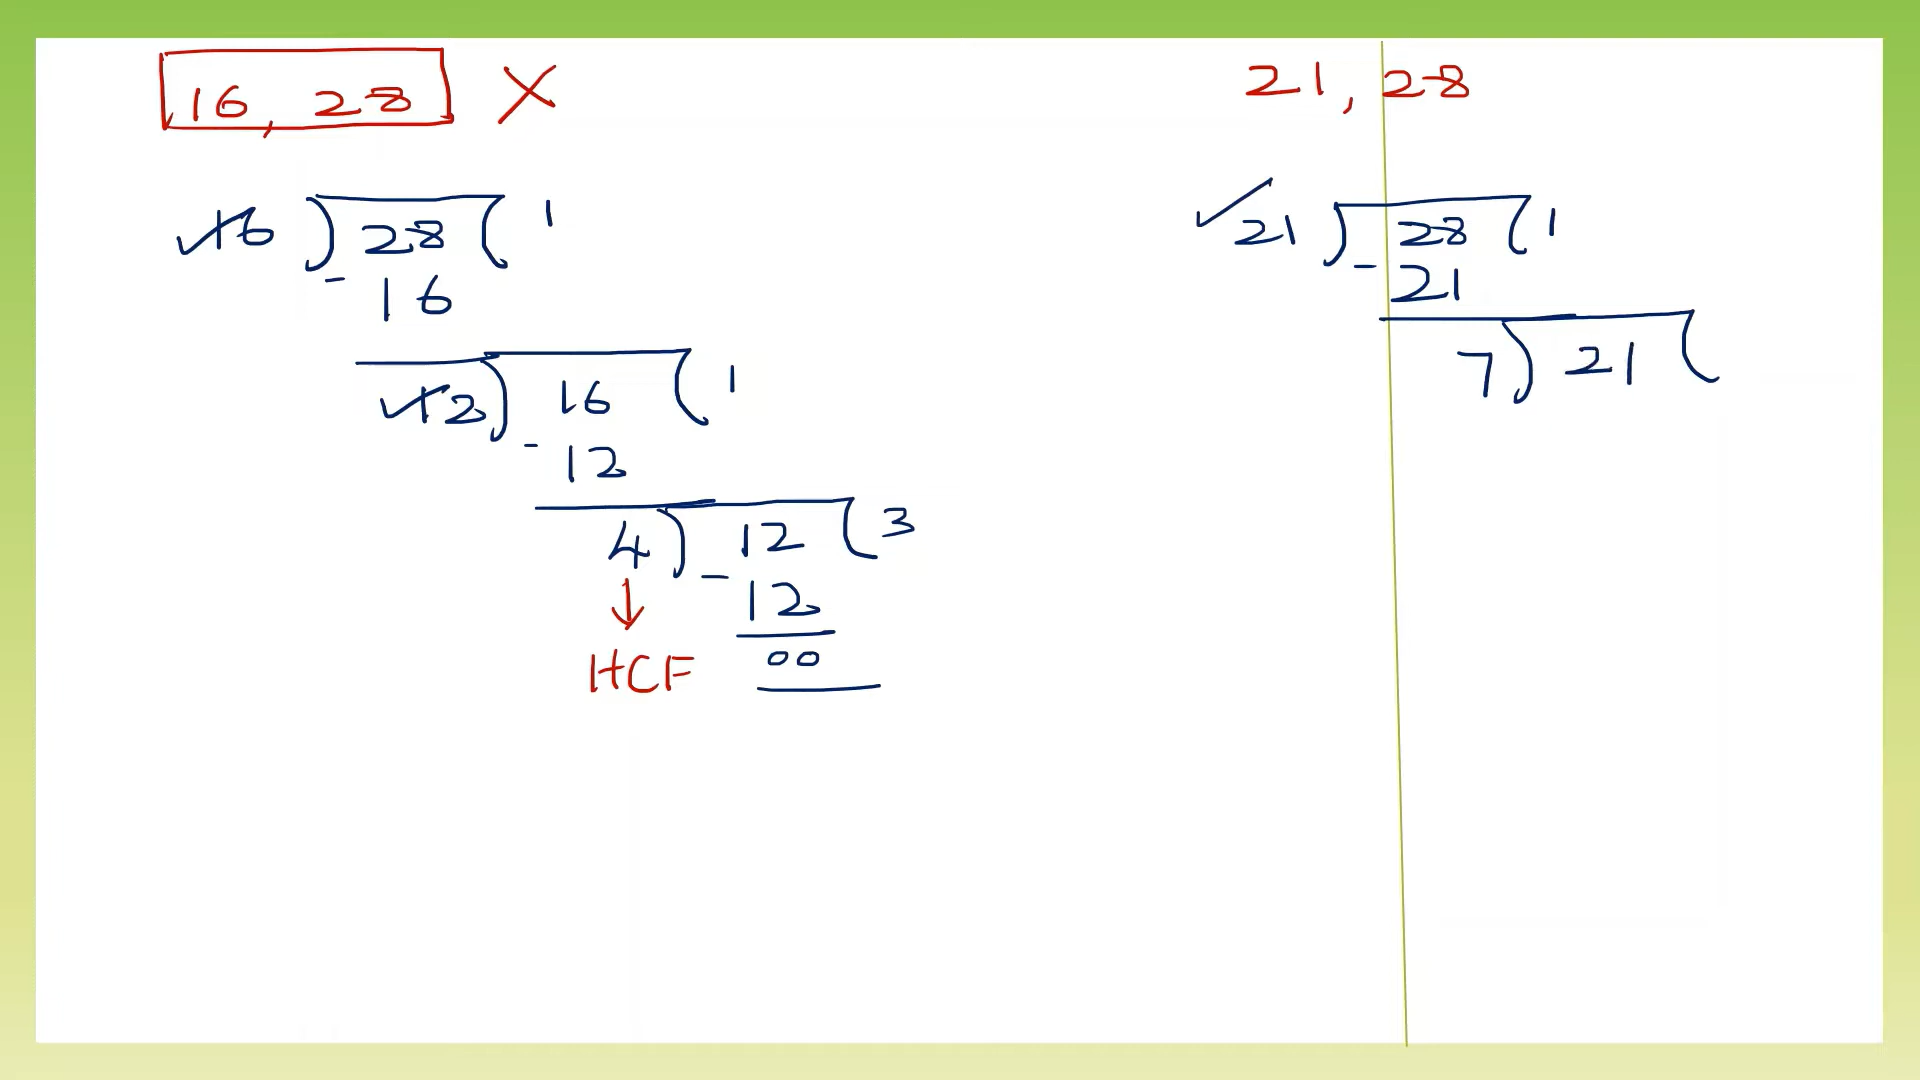 16, 28 X
16 ) 28 ( 1
- 16
12 ) 16 ( 1
- 12
4 ) 12 ( 3
- 12
HCF
00
21, 28
21 ) 28 ( 1
- 21
7 ) 21 (